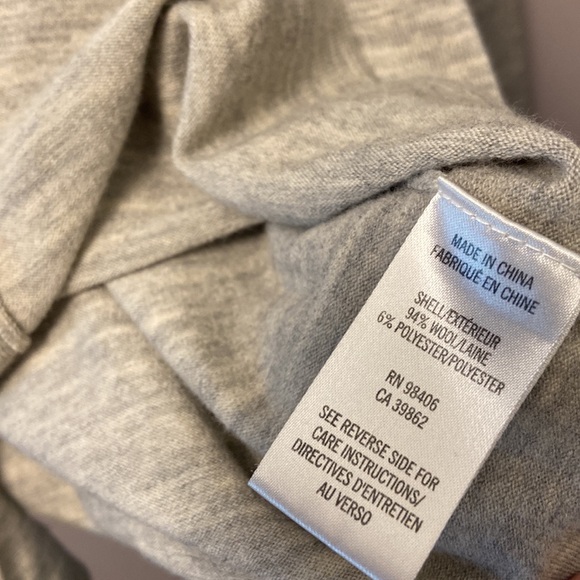 MADE IN CHINA
FABRIQUÉ EN CHINE
SHELL/EXTÉRIEUR
94% WOOL/LAINE
6% POLYESTER/POLYESTER
RN 98406
CA 39862
SEE REVERSE SIDE FOR
CARE INSTRUCTIONS/
DIRECTIVES D'ENTRETIEN
AU VERSO